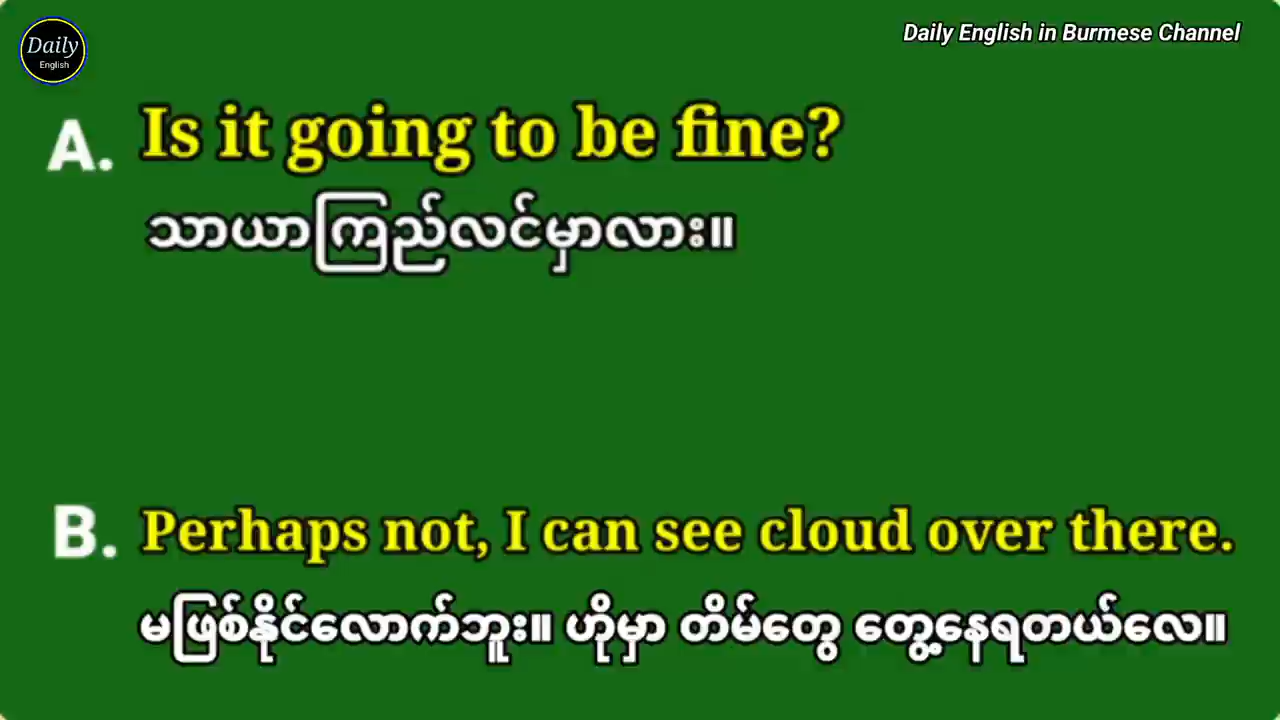 Daily
English
Daily English in Burmese Channel
A. Is it going to be fine?
သာယာကြည်လင်မှာလား။
B. Perhaps not, I can see cloud over there.
မဖြစ်နိုင်လောက်ဘူး။ ဟိုမှာ တိမ်တွေ တွေ့နေရတယ်လေ။